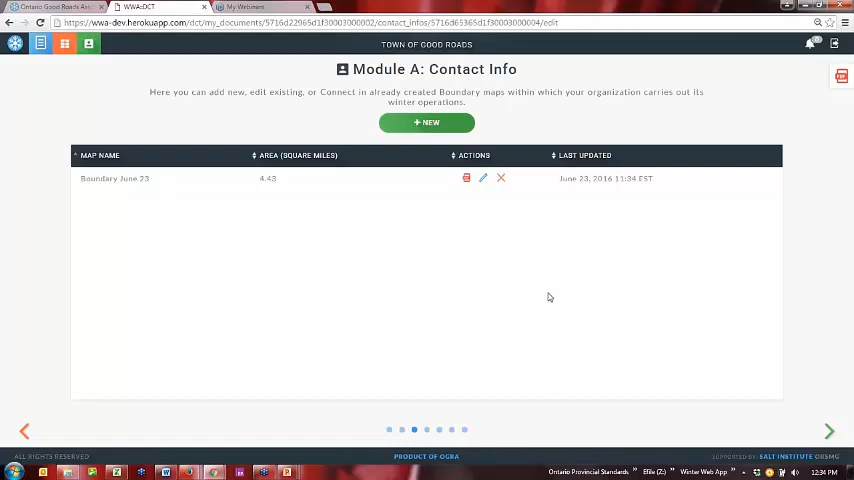 Ontario Good Roads Ass
WWA:DCT
My Webinars
https://wwa-dev.herokuapp.com/dct/my_documents/5716d22965d1f30003000002/contact_infos/5716d65365d1f30003000004/edit
TOWN OF GOOD ROADS
0
Module A: Contact Info
Here you can add new, edit existing, or Connect in already created Boundary maps within which your organization carries out its
winter operations.
+ NEW
MAP NAME AREA (SQUARE MILES) ACTIONS LAST UPDATED
Boundary June 23 4.43 June 23, 2016 11:34 EST
ALL RIGHTS RESERVED PRODUCT OF OGRA SUPPORTED BY: SALT INSTITUTE ORSMG
Ontario Provincial Standards Efile (Z:) Winter Web App 12:34 PM